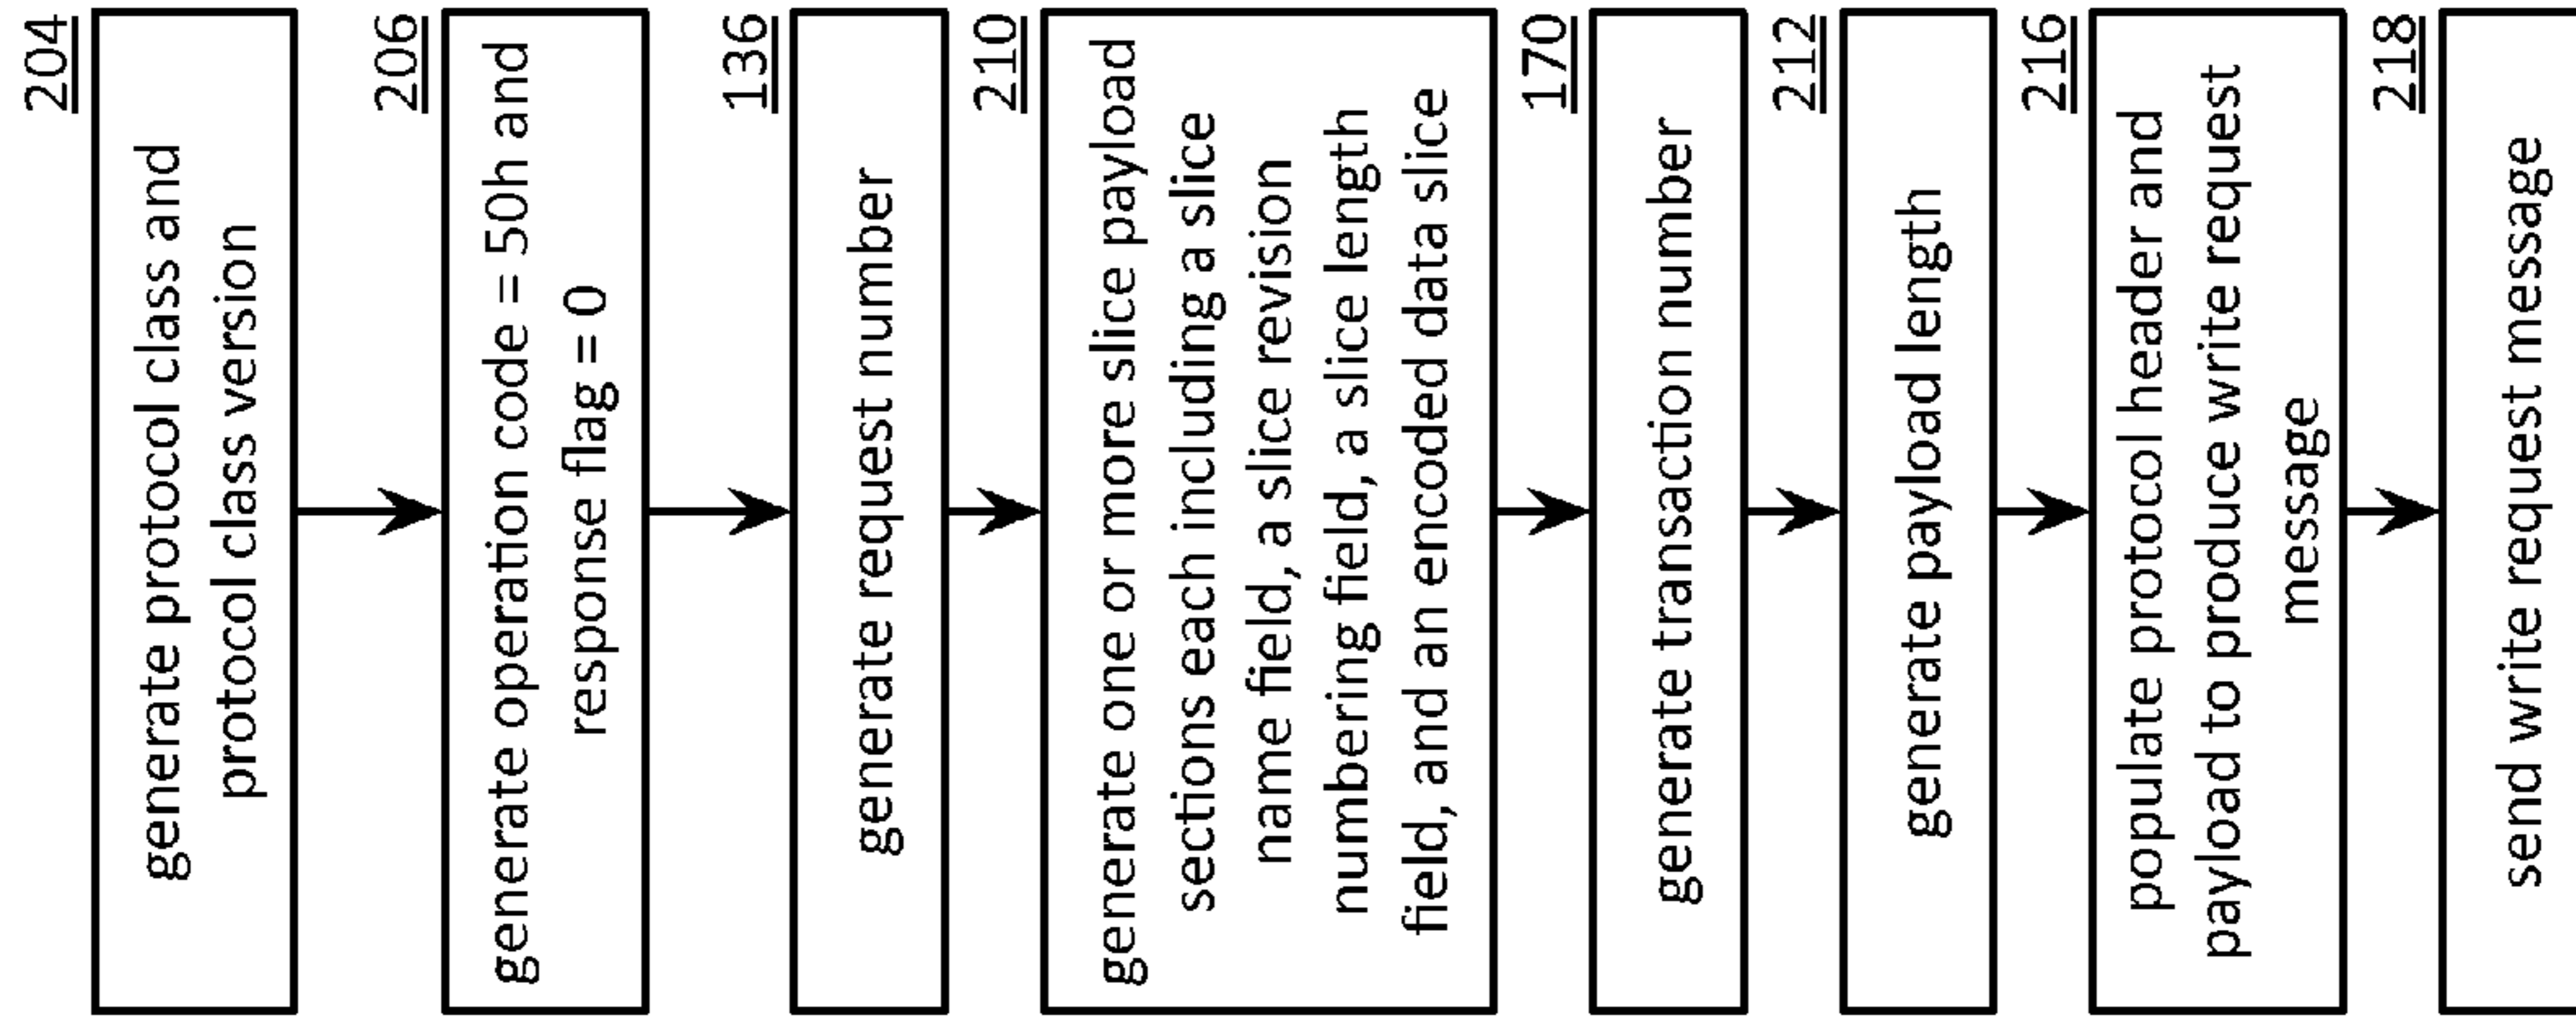 204
generate protocol class and
protocol class version
206
generate operation code = 50h and
response flag = 0
136
generate request number
210
generate one or more slice payload
sections each including a slice
name field, a slice revision
numbering field, a slice length
field, and an encoded data slice
170
generate transaction number
212
generate payload length
216
populate protocol header and
payload to produce write request
message
218
send write request message